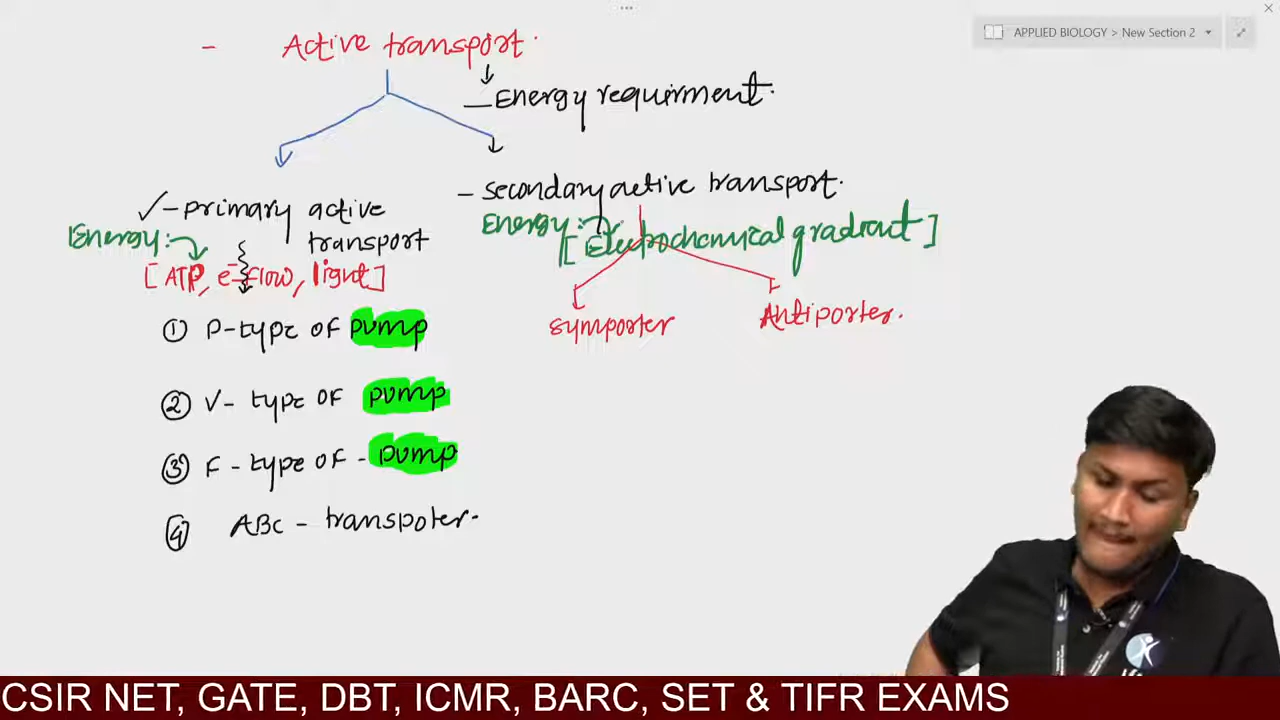 APPLIED BIOLOGY > New Section 2
- Active transport.
- Energy requirment.
✓ - primary active transport
Energy:
[ATP, e- flow, light]
① P-type of pump
② V- type of pump
③ F - type of - pump
④ ABC - transpoter.
- secondary active transport.
Energy:
[Electrochemical gradient]
symporter
Antiporter.
CSIR NET, GATE, DBT, ICMR, BARC, SET & TIFR EXAMS